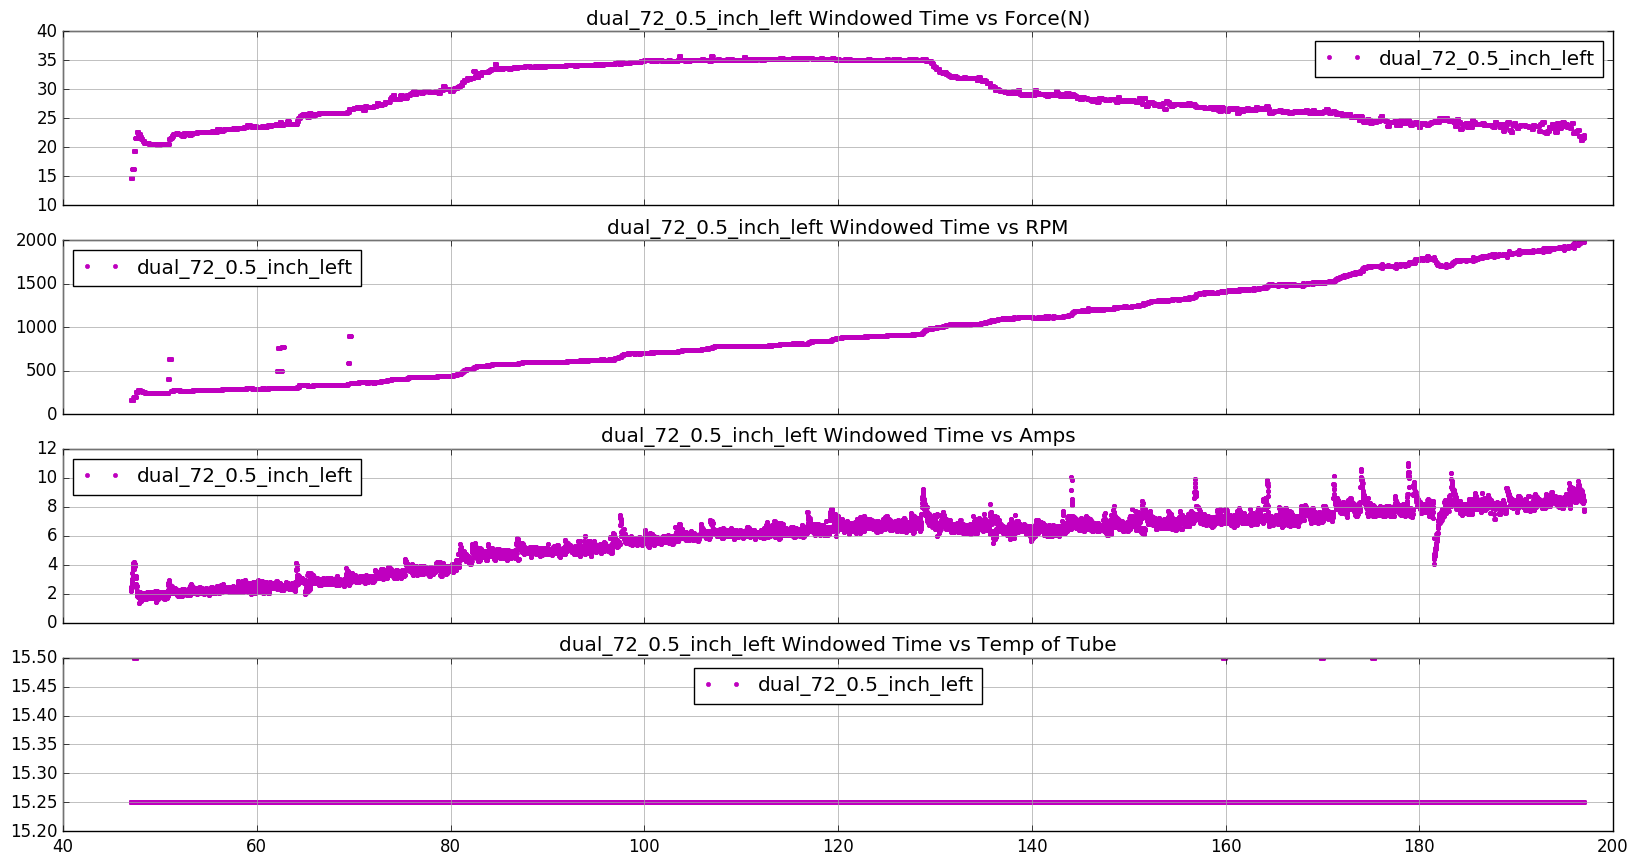 dual_72_0.5_inch_left Windowed Time vs Force(N)
40
35
30
25
20
15
10
dual_72_0.5_inch_left
dual_72_0.5_inch_left Windowed Time vs RPM
2000
1500
1000
500
0
dual_72_0.5_inch_left
dual_72_0.5_inch_left Windowed Time vs Amps
12
10
8
6
4
2
0
dual_72_0.5_inch_left
dual_72_0.5_inch_left Windowed Time vs Temp of Tube
15.50
15.45
15.40
15.35
15.30
15.25
15.20
dual_72_0.5_inch_left
40 60 80 100 120 140 160 180 200